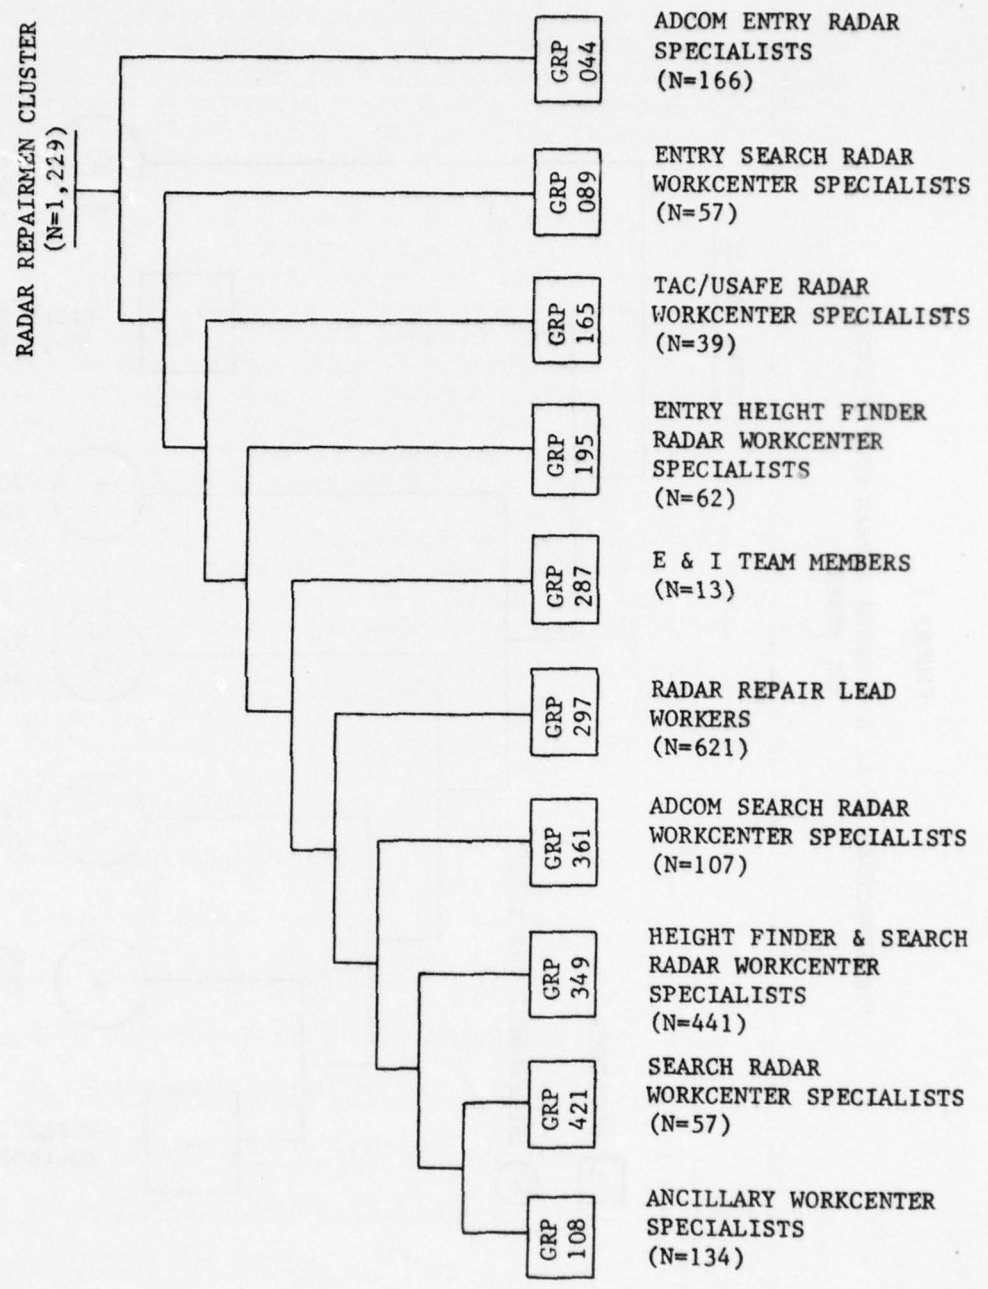 RADAR REPAIRMEN CLUSTER
(N=1,229)
GRP
044
ADCOM ENTRY RADAR
SPECIALISTS
(N=166)
GRP
089
ENTRY SEARCH RADAR
WORKCENTER SPECIALISTS
(N=57)
GRP
165
TAC/USAFE RADAR
WORKCENTER SPECIALISTS
(N=39)
GRP
195
ENTRY HEIGHT FINDER
RADAR WORKCENTER
SPECIALISTS
(N=62)
GRP
287
E & I TEAM MEMBERS
(N=13)
GRP
297
RADAR REPAIR LEAD
WORKERS
(N=621)
GRP
361
ADCOM SEARCH RADAR
WORKCENTER SPECIALISTS
(N=107)
GRP
349
HEIGHT FINDER & SEARCH
RADAR WORKCENTER
SPECIALISTS
(N=441)
GRP
421
SEARCH RADAR
WORKCENTER SPECIALISTS
(N=57)
GRP
108
ANCILLARY WORKCENTER
SPECIALISTS
(N=134)